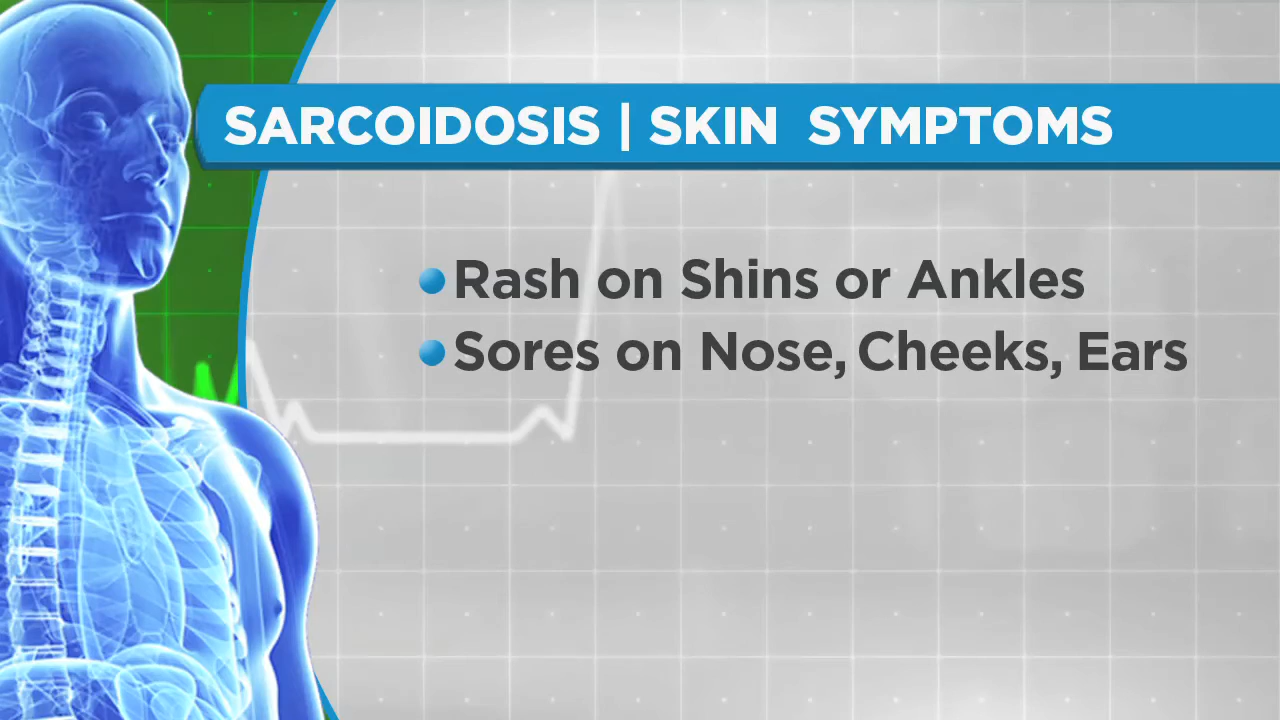 SARCOIDOSIS | SKIN SYMPTOMS
Rash on Shins or Ankles
Sores on Nose, Cheeks, Ears